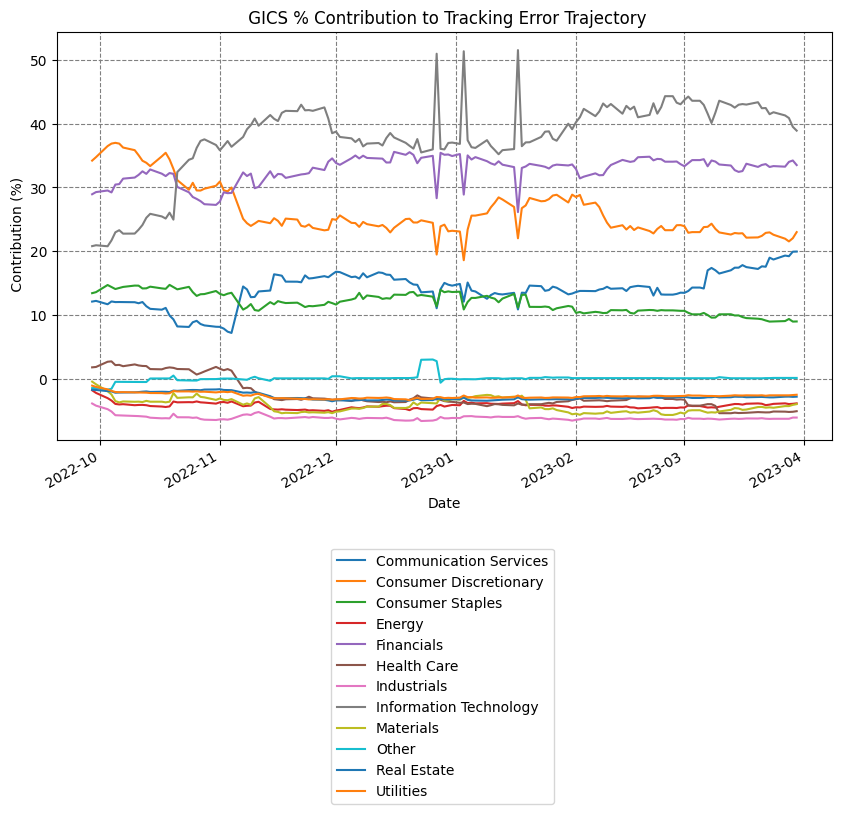 GICS % Contribution to Tracking Error Trajectory
Contribution (%)
50
40
30
20
10
0
2022-10
2022-11
2022-12
2023-01
2023-02
2023-03
2023-04
Date
Communication Services
Consumer Discretionary
Consumer Staples
Energy
Financials
Health Care
Industrials
Information Technology
Materials
Other
Real Estate
Utilities